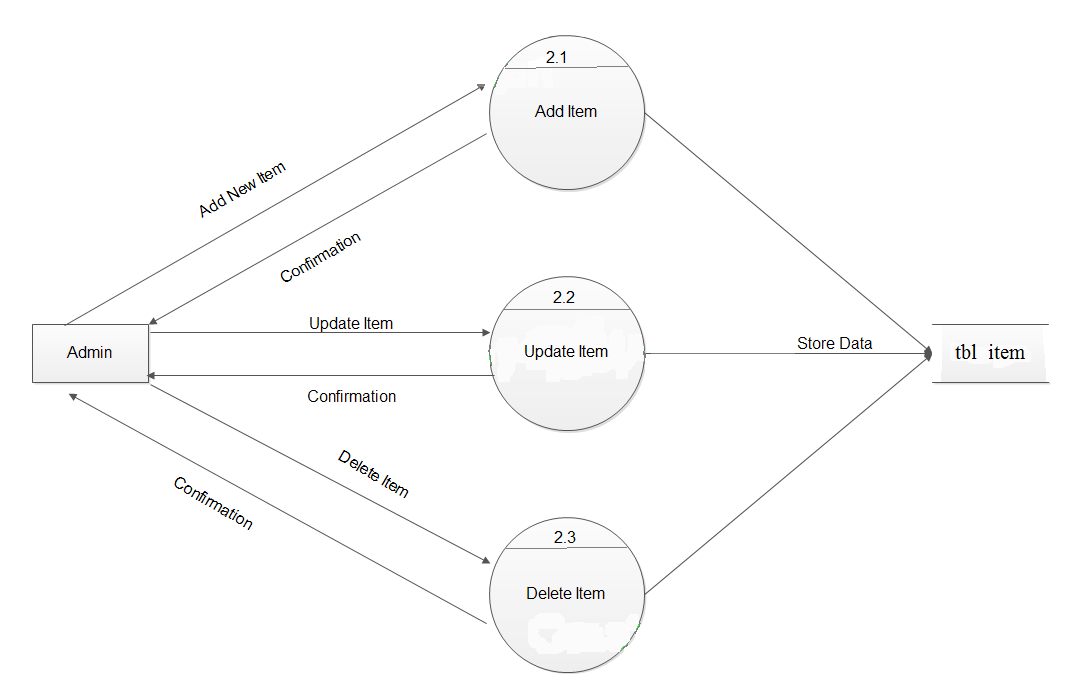 2.1
Add Item
Add New Item
Confirmation
2.2
Update Item
Update Item
Admin
Store Data
tbl item
Confirmation
Delete Item
Confirmation
2.3
Delete Item